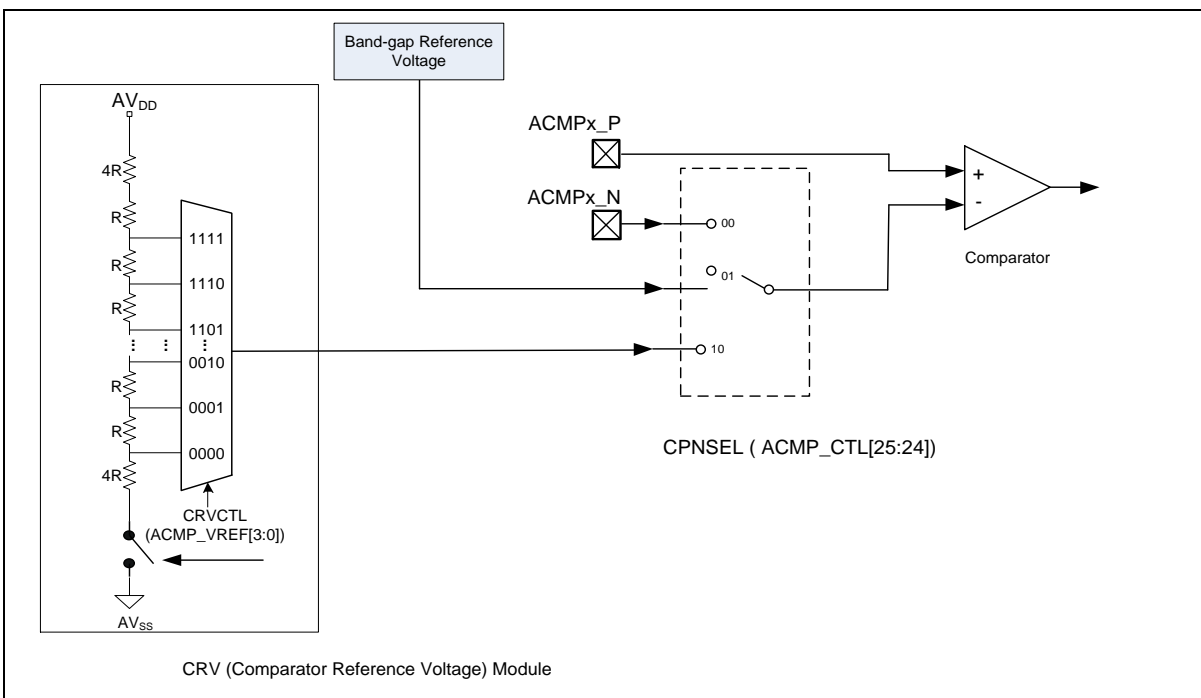 Band-gap Reference
Voltage
AVDD
4R
R
R
R
R
R
4R
1111
1110
1101
... ... ...
0010
0001
0000
CRVCTL
(ACMP_VREF[3:0])
AVSS
CRV (Comparator Reference Voltage) Module
ACMPx_P
ACMPx_N
00
01
10
CPNSEL ( ACMP_CTL[25:24])
+
-
Comparator